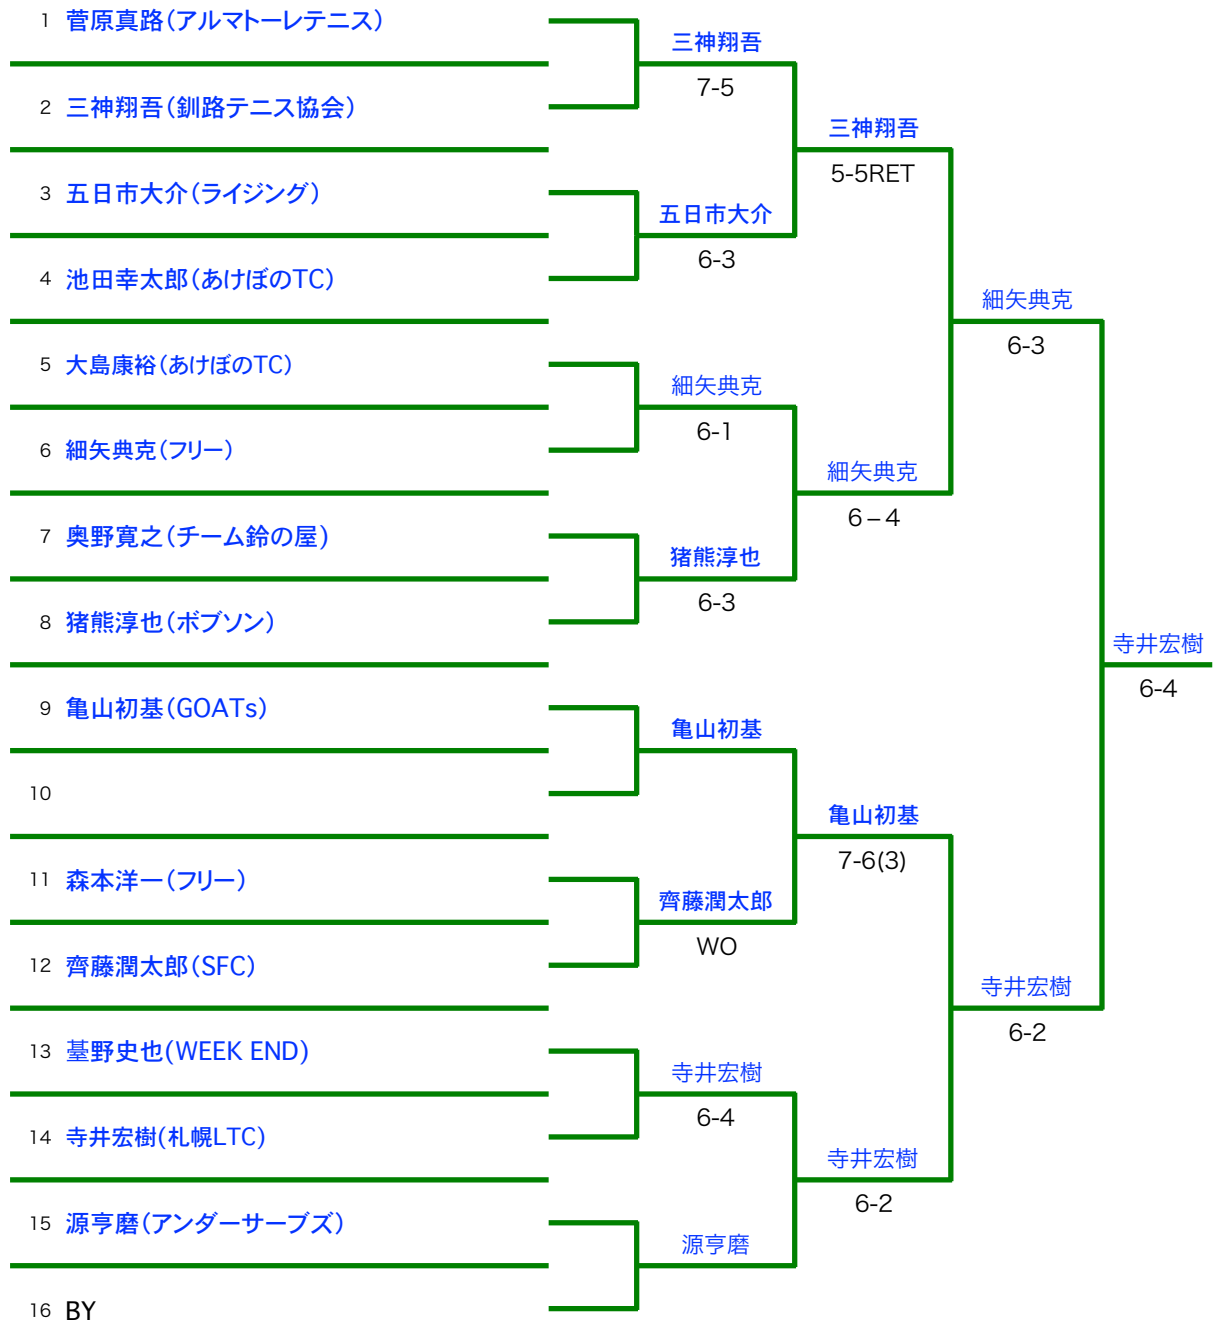 1 菅原真路(アルマトーレテニス)
三神翔吾
7-5
2 三神翔吾(釧路テニス協会)
三神翔吾
5-5RET
3 五日市大介(ライジング)
五日市大介
6-3
4 池田幸太郎(あけぼのTC)
細矢典克
6-3
5 大島康裕(あけぼのTC)
細矢典克
6-1
6 細矢典克(フリー)
細矢典克
6–4
7 奥野寛之(チーム鈴の屋)
猪熊淳也
6-3
8 猪熊淳也(ボブソン)
寺井宏樹
6-4
9 亀山初基(GOATs)
亀山初基
10
亀山初基
7-6(3)
11 森本洋一(フリー)
齊藤潤太郎
WO
12 齊藤潤太郎(SFC)
寺井宏樹
6-2
13 墓野史也(WEEK END)
寺井宏樹
6-4
14 寺井宏樹(札幌LTC)
寺井宏樹
6-2
15 源亨磨(アンダーサーブズ)
源亨磨
16 BY